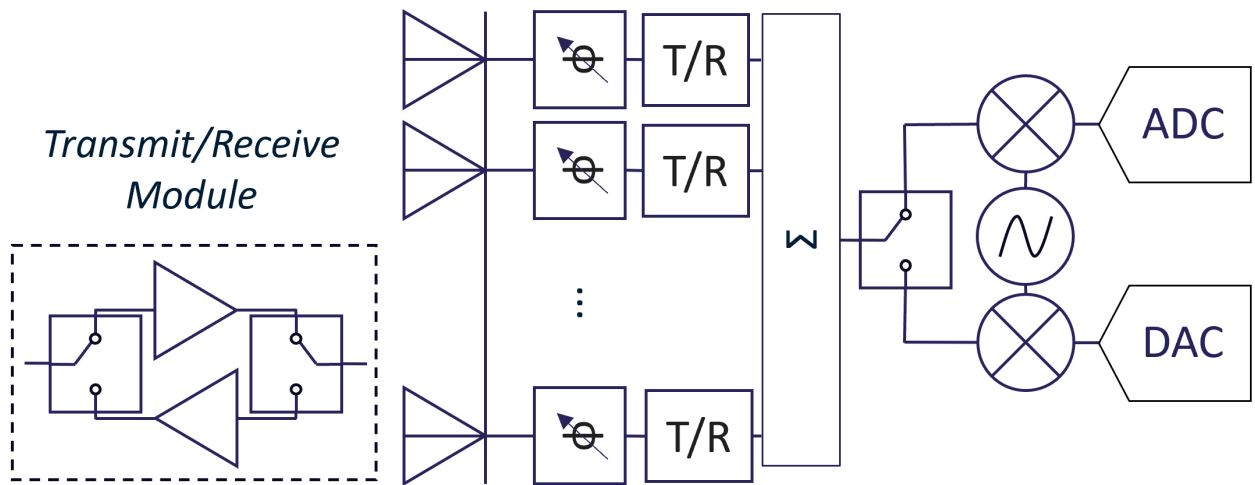 Transmit/Receive
Module
ϕ
T/R
ϕ
T/R
...
ϕ
T/R
Σ
ADC
DAC